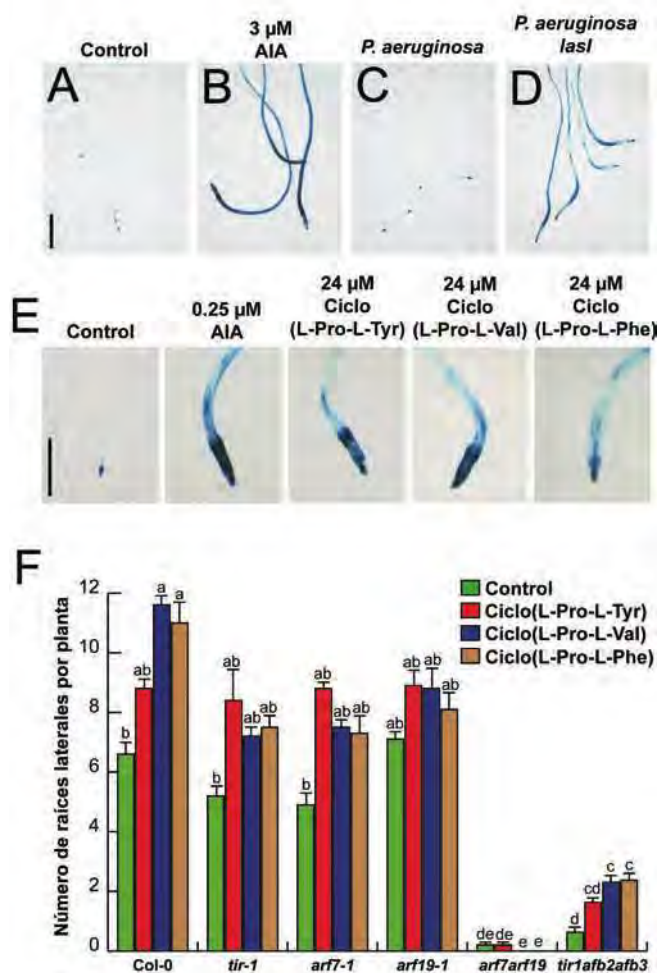 3 µM
AIA
P. aeruginosa
lasI
Control
P. aeruginosa
A
B
C
D
E
Control
0.25 µM
AIA
24 µM
Ciclo
(L-Pro-L-Tyr)
24 µM
Ciclo
(L-Pro-L-Val)
24 µM
Ciclo
(L-Pro-L-Phe)
F
Número de raíces laterales por planta
12
10
8
6
4
2
0
Control
Ciclo(L-Pro-L-Tyr)
Ciclo(L-Pro-L-Val)
Ciclo(L-Pro-L-Phe)
b ab a a
b ab ab ab
b ab ab ab
b ab ab ab
de de e e
d cd c c
Col-0 tir-1 arf7-1 arf19-1 arf7arf19 tir1afb2afb3